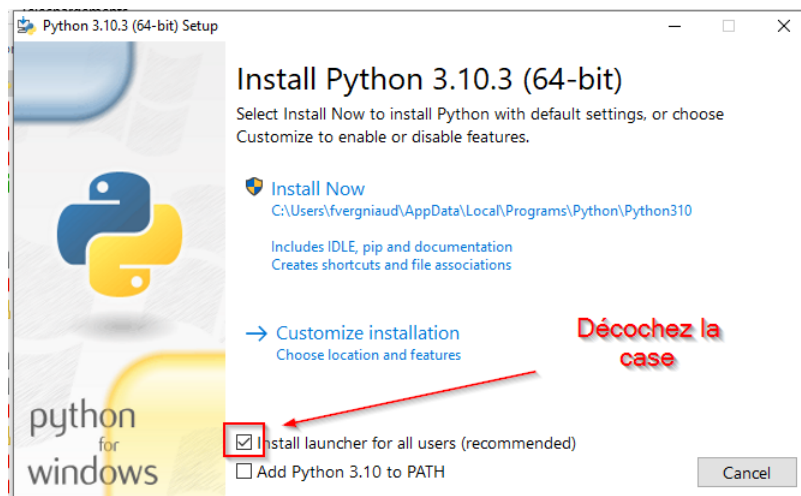 Python 3.10.3 (64-bit) Setup
Install Python 3.10.3 (64-bit)
Select Install Now to install Python with default settings, or choose
Customize to enable or disable features.
Install Now
C:\Users\fvergniaud\AppData\Local\Programs\Python\Python310
Includes IDLE, pip and documentation
Creates shortcuts and file associations
Customize installation
Choose location and features
Décochez la
case
Install launcher for all users (recommended)
Add Python 3.10 to PATH
Cancel
python
for
windows